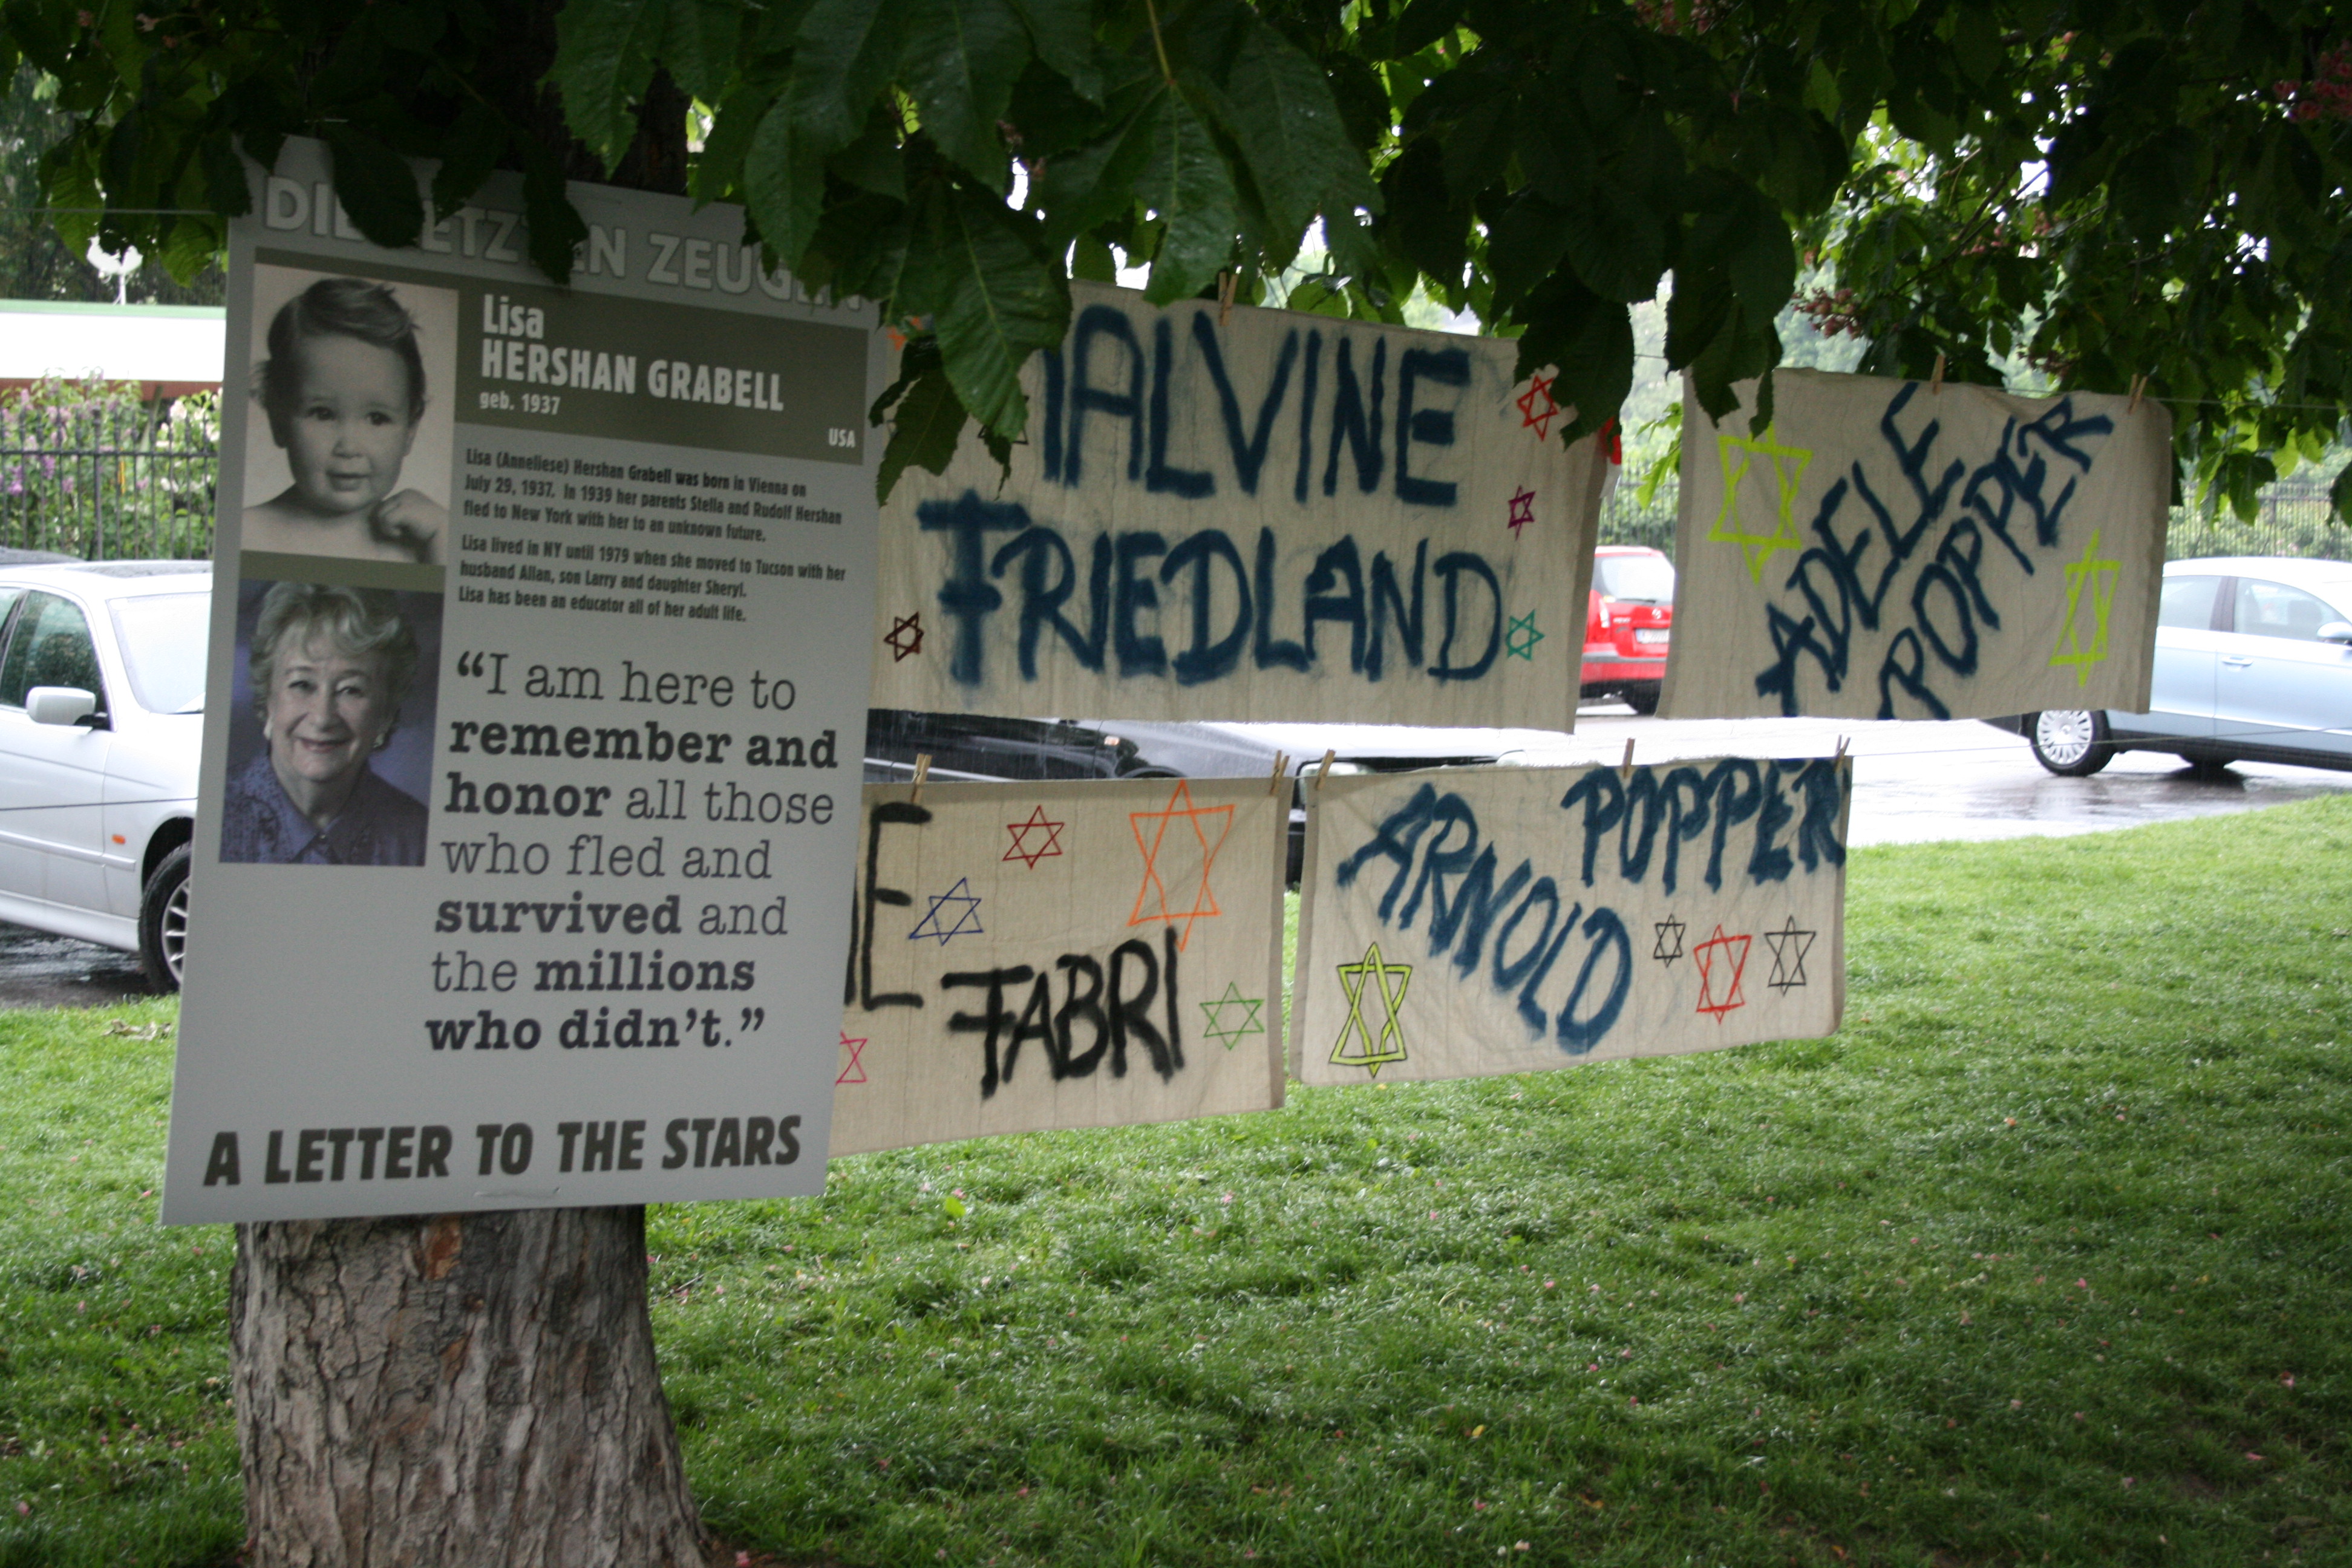 DIE LETZTEN ZEUGEN
Lisa
HERSHAN GRABELL
geb. 1937
USA
Lisa (Anneliese) Hershan Grabell was born in Vienna on
July 29, 1937. In 1939 her parents Stella and Rudolf Hershan
fled to New York with her to an unknown future.
Lisa lived in NY until 1979 when she moved to Tucson with her
husband Allan, son Larry and daughter Sheryl.
Lisa has been an educator all of her adult life.
“I am here to
remember and
honor all those
who fled and
survived and
the millions
who didn’t.”
A LETTER TO THE STARS
MALVINE
FRIEDLAND
ADELE
POPPER
FABRI
ARNOLD
POPPER